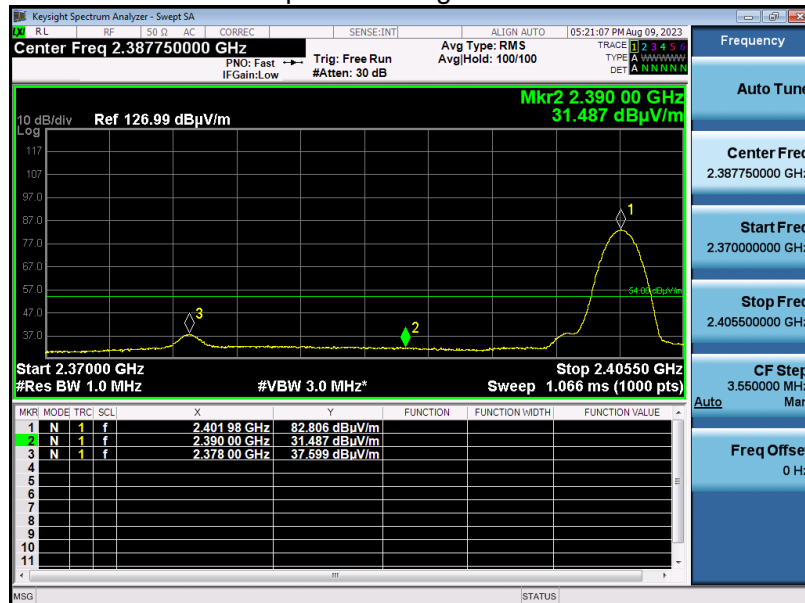 Keysight Spectrum Analyzer - Swept SA
LXI RL RF 50 Ω AC CORREC SENSE:INT ALIGN AUTO 05:21:07 PM Aug 09, 2023
Center Freq 2.387750000 GHz
PNO: Fast
IFGain:Low
Trig: Free Run
#Atten: 30 dB
Avg Type: RMS
Avg|Hold: 100/100
TRACE 1 2 3 4 5 6
TYPE A WWWWW
DET A N N N N N
Mkr2 2.390 00 GHz
31.487 dBµV/m
10 dB/div Ref 126.99 dBµV/m
Log
117
107
97.0
87.0
77.0
67.0
57.0
47.0
37.0
1
54.00 dBµV/m
3
2
Start 2.37000 GHz Stop 2.40550 GHz
#Res BW 1.0 MHz #VBW 3.0 MHz* Sweep 1.066 ms (1000 pts)
MKR MODE TRC SCL X Y FUNCTION FUNCTION WIDTH FUNCTION VALUE
1 N 1 f 2.401 98 GHz 82.806 dBµV/m
2 N 1 f 2.390 00 GHz 31.487 dBµV/m
3 N 1 f 2.378 00 GHz 37.599 dBµV/m
4
5
6
7
8
9
10
11
MSG STATUS
Frequency
Auto Tune
Center Freq
2.387750000 GHz
Start Freq
2.370000000 GHz
Stop Freq
2.405500000 GHz
CF Step
3.550000 MHz
Auto Man
Freq Offset
0 Hz